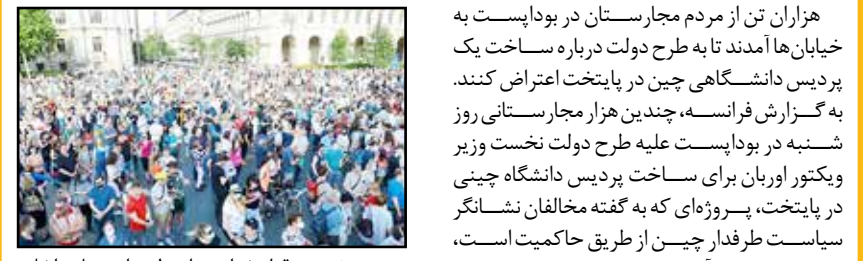 هزاران تن از مردم مجارستان در بوداپست به
خیابان‌ها آمدند تا به طرح دولت درباره ساخت یک
پردیس دانشگاهی چین در پایتخت اعتراض کنند.
به گزارش فرانسه، چندین هزار مجارستانی روز
شنبه در بوداپست علیه طرح دولت نخست وزیر
ویکتور اوربان برای ساخت پردیس دانشگاه چینی
در پایتخت، پروژه‌ای که به گفته مخالفان نشانگر
سیاست طرفدار چین از طریق حاکمیت است،